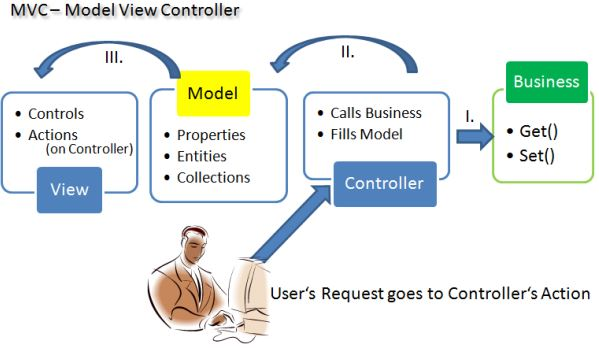 MVC – Model View Controller
III.
II.
Model
Business
• Controls
• Actions
(on Controller)
View
• Properties
• Entities
• Collections
• Calls Business
• Fills Model
Controller
I.
• Get()
• Set()
User‘s Request goes to Controller‘s Action